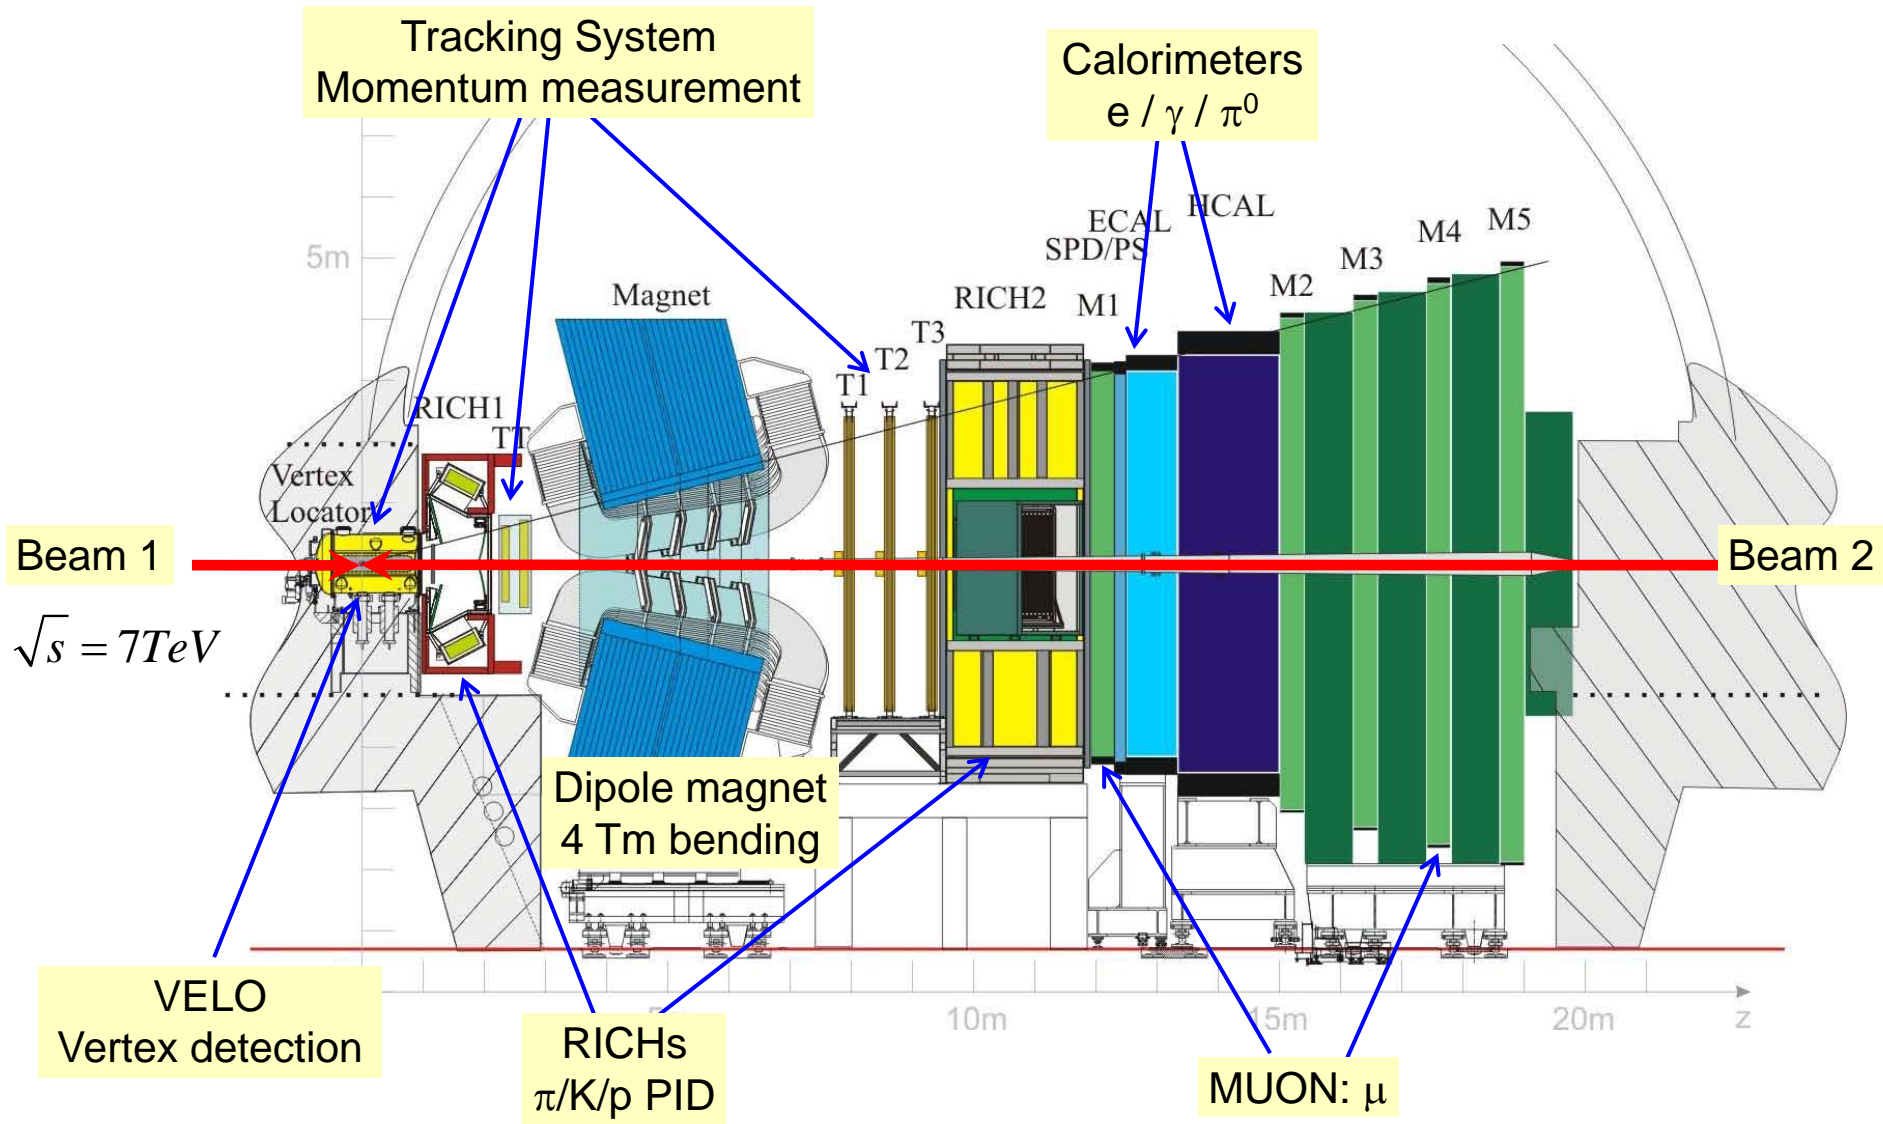 Tracking System
Momentum measurement
Calorimeters
e / γ / π⁰
HCAL
ECAL
SPD/PS
M5
M4
M3
M2
M1
5m
Magnet
RICH2
T3
T2
T1
RICH1
TT
Vertex
Locator
Beam 1
Beam 2
√s = 7TeV
Dipole magnet
4 Tm bending
VELO
Vertex detection
RICHs
π/K/p PID
10m
15m
20m
z
MUON: μ